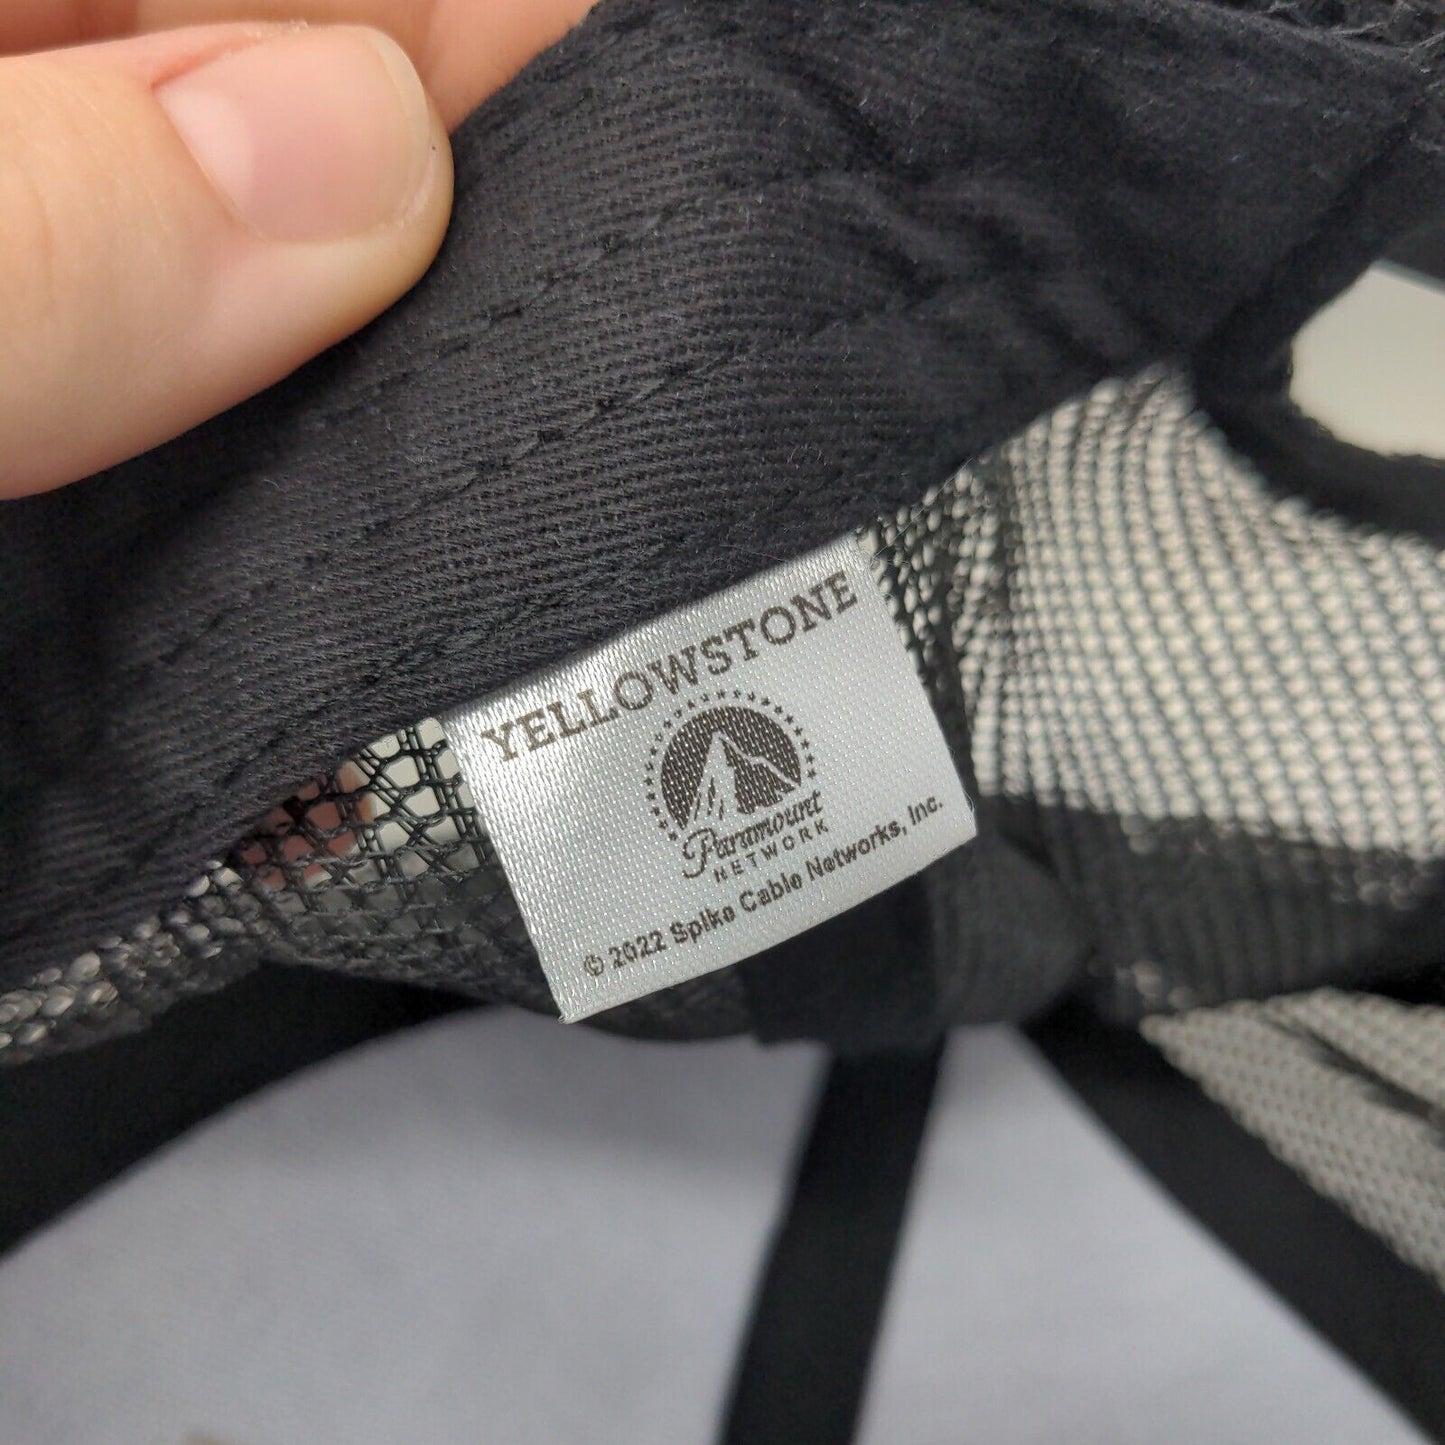 YELLOWSTONE
Paramount
NETWORK
© 2022 Spike Cable Networks, Inc.